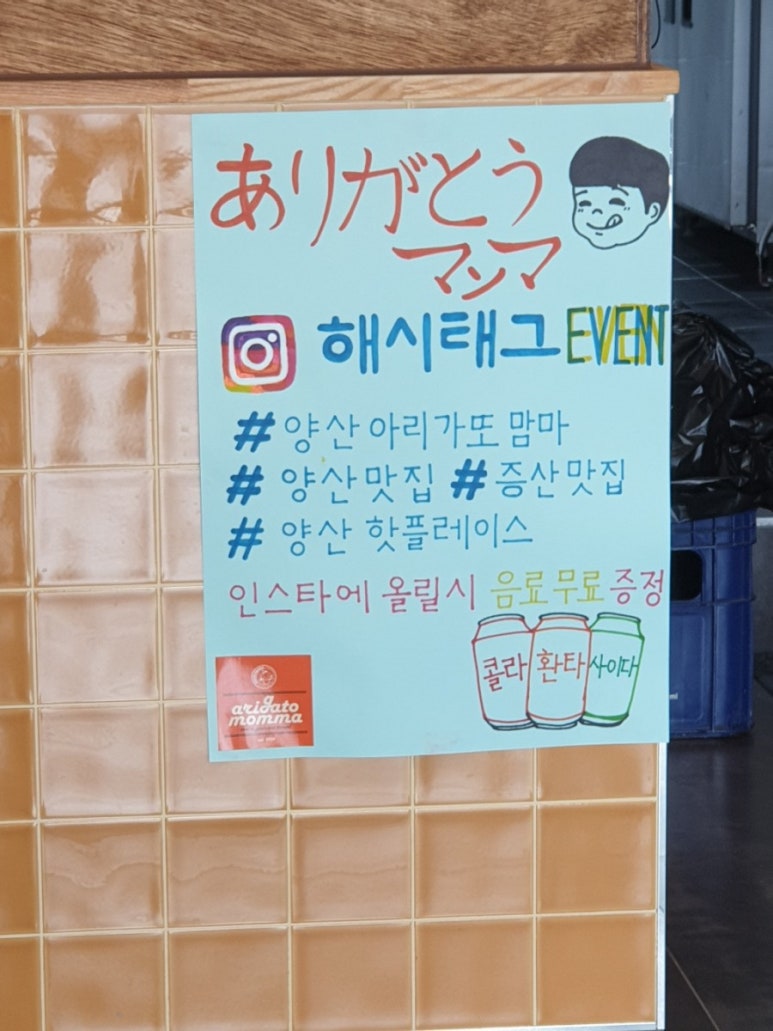 ありがとう
マンマ
해시태그 EVENT
#양산 아리가또 맘마
#양산맛집 #증산맛집
#양산 핫플레이스
인스타에 올릴시 음료무료 증정
콜라 환타 사이다
arigato
momma